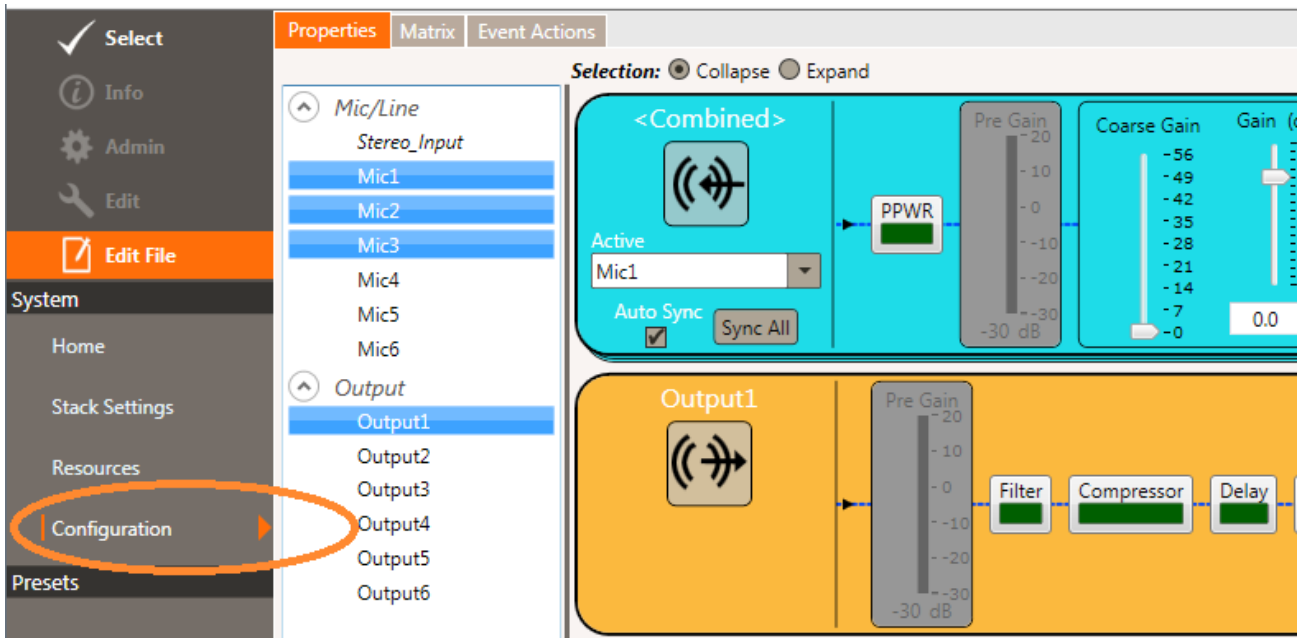 Select
Info
Admin
Edit
Edit File
System
Home
Stack Settings
Resources
Configuration
Presets
Properties
Matrix
Event Actions
Selection: Collapse Expand
Mic/Line
Stereo_Input
Mic1
Mic2
Mic3
Mic4
Mic5
Mic6
Output
Output1
Output2
Output3
Output4
Output5
Output6
<Combined>
Active
Mic1
Auto Sync
Sync All
PPWR
Pre Gain
-20
-10
-0
--10
--20
--30
-30 dB
Coarse Gain
-56
-49
-42
-35
-28
-21
-14
-7
-0
Gain
0.0
Output1
Pre Gain
-20
-10
-0
--10
--20
--30
-30 dB
Filter
Compressor
Delay